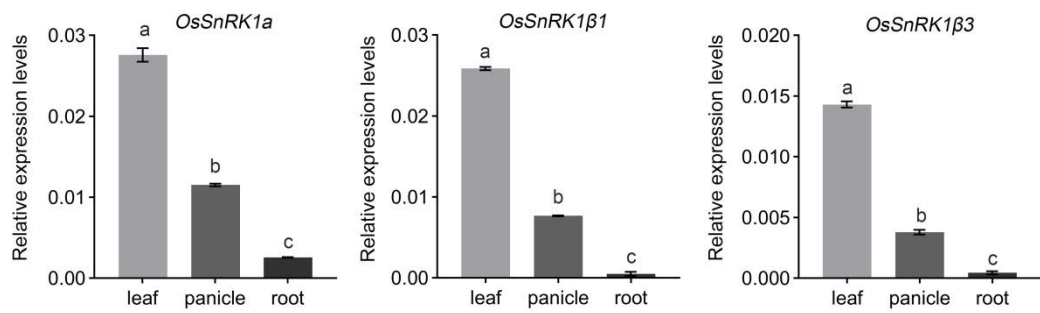 OsSnRK1a
Relative expression levels
0.03
0.02
0.01
0.00
a
b
c
leaf panicle root
OsSnRK1β1
Relative expression levels
0.03
0.02
0.01
0.00
a
b
c
leaf panicle root
OsSnRK1β3
Relative expression levels
0.020
0.015
0.010
0.005
0.000
a
b
c
leaf panicle root